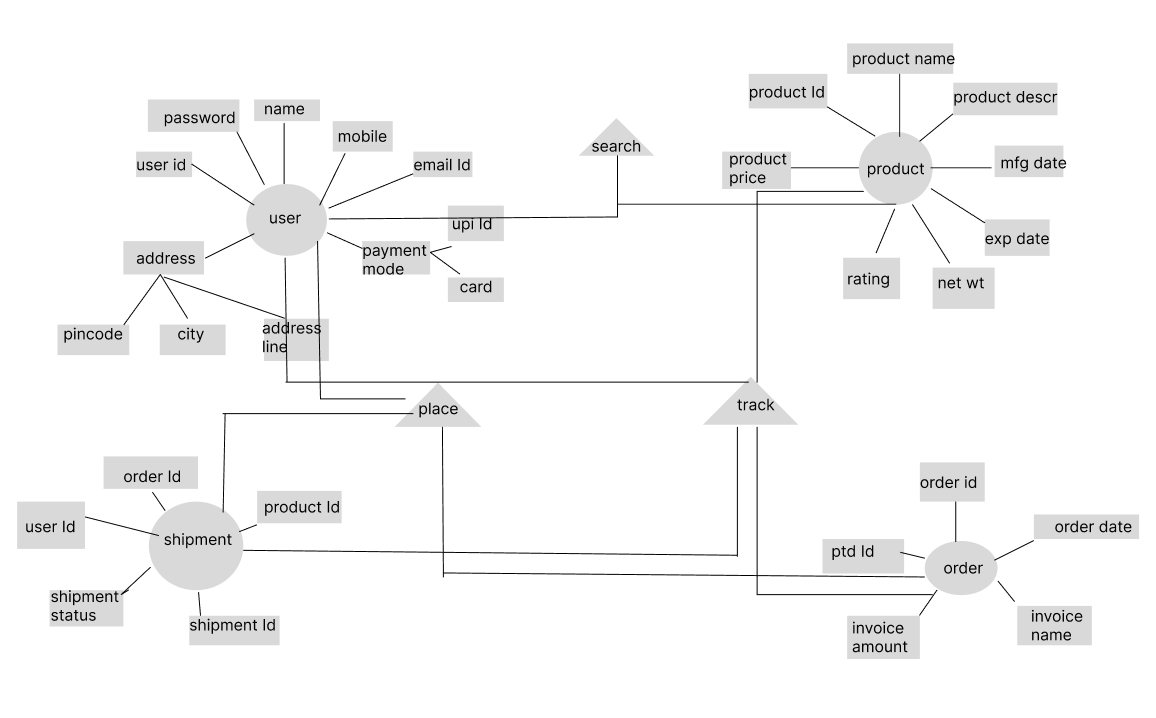 product name
product Id
product descr
name
password
mobile
search
user id
email Id
product
price
product
mfg date
user
upi Id
exp date
address
payment
mode
rating
net wt
card
pincode
city
address
line
place
track
order Id
order id
product Id
user Id
order date
shipment
ptd Id
order
shipment
status
shipment Id
invoice
amount
invoice
name